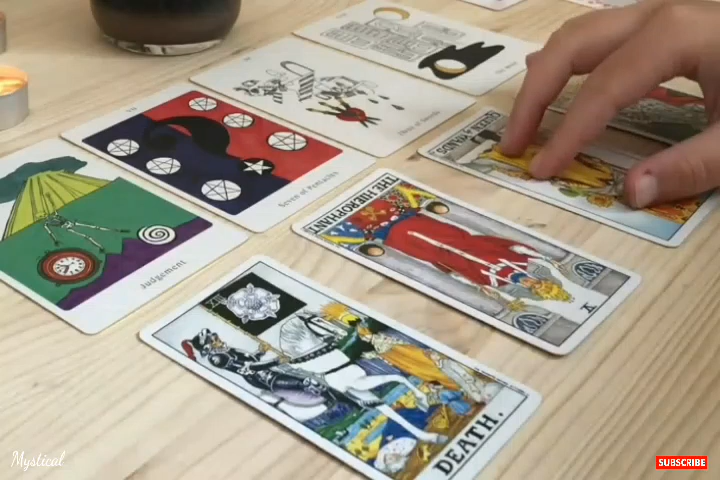 Three of Swords
Seven of Pentacles
Judgement
QUEEN of WANDS
THE HIEROPHANT
V
DEATH.
Mystical
SUBSCRIBE